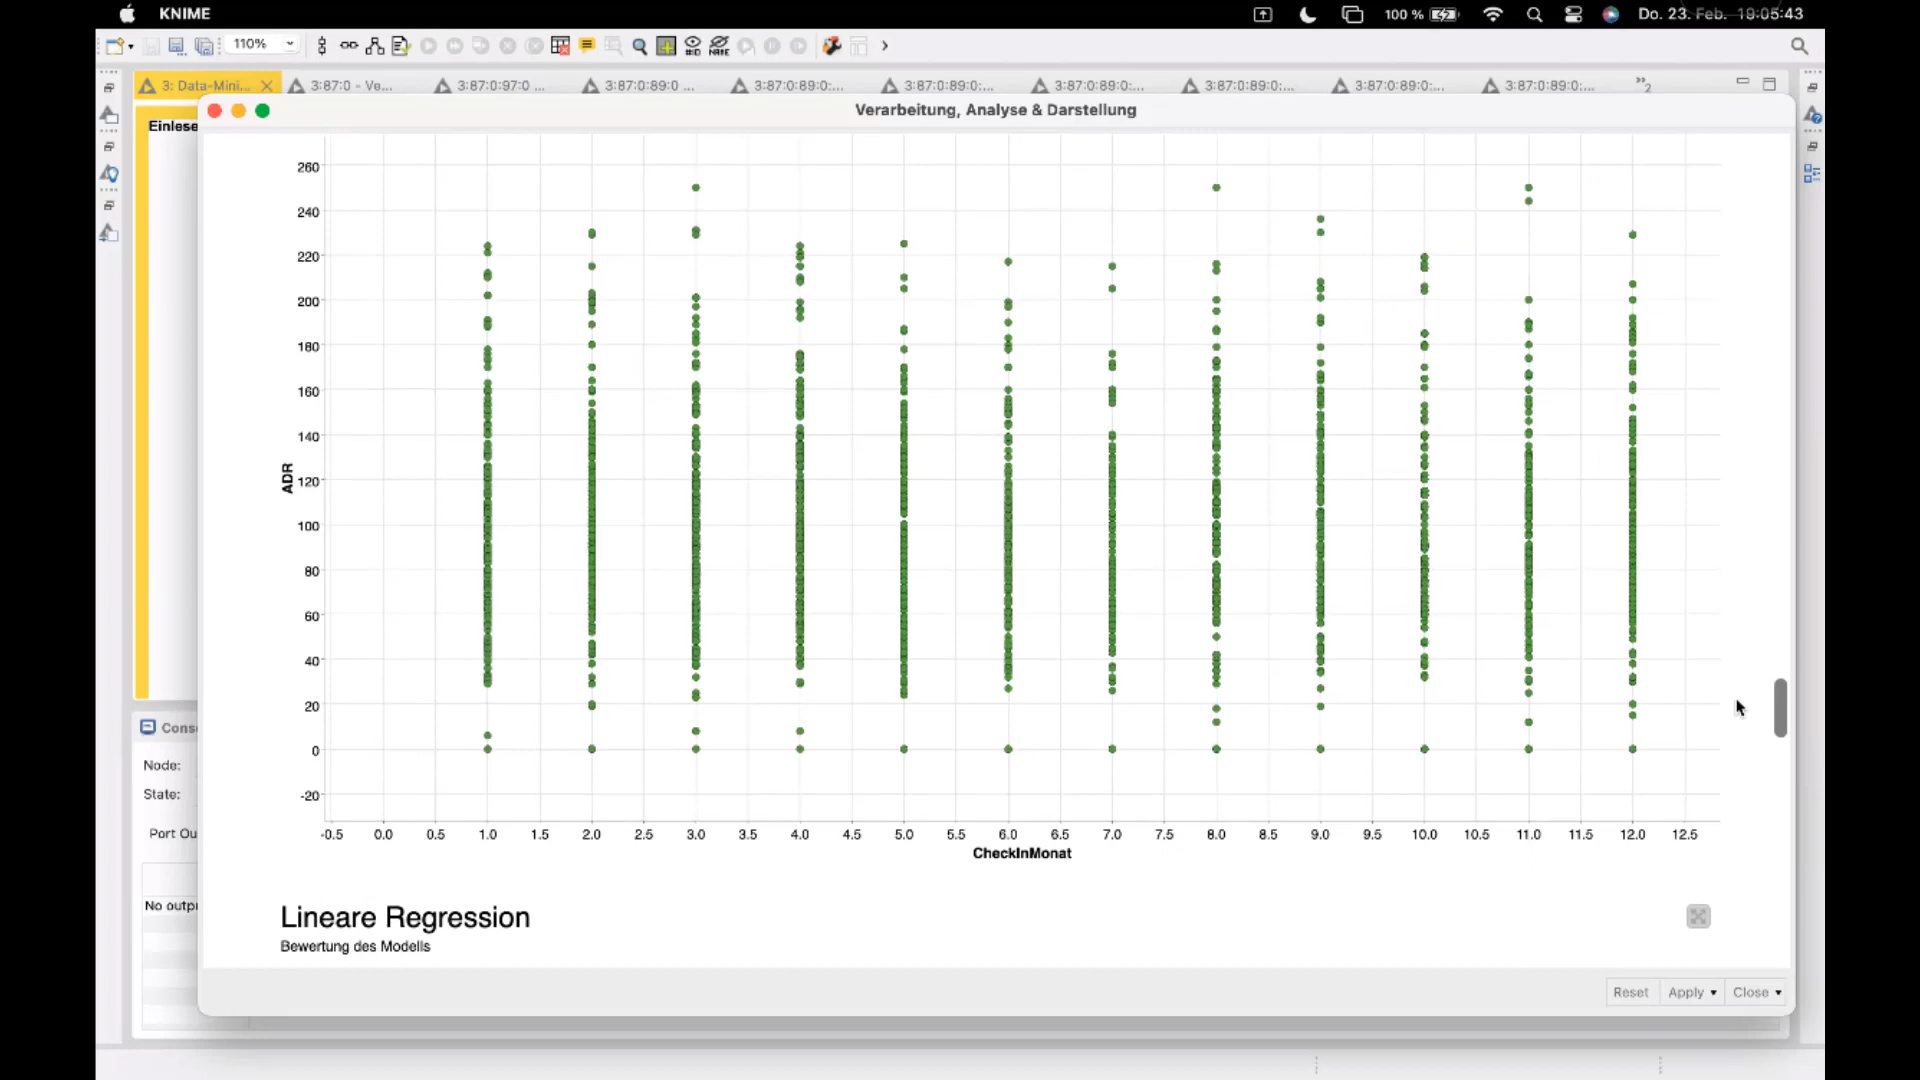 KNIME
100 %
Do. 23. Feb. 19:05:43
110%
3: Data-Mini...
3:87:0 - Ve...
3:87:0:97:0 ...
3:87:0:89:0 ...
3:87:0:89:0:...
3:87:0:89:0:...
3:87:0:89:0:...
3:87:0:89:0:...
3:87:0:89:0:...
3:87:0:89:0:...
2
Verarbeitung, Analyse & Darstellung
Einlese
260
240
220
200
180
160
140
ADR
120
100
80
60
40
20
0
-20
-0.5 0.0 0.5 1.0 1.5 2.0 2.5 3.0 3.5 4.0 4.5 5.0 5.5 6.0 6.5 7.0 7.5 8.0 8.5 9.0 9.5 10.0 10.5 11.0 11.5 12.0 12.5
CheckInMonat
Cons
Node:
State:
Port Ou
No outp
Lineare Regression
Bewertung des Modells
Reset
Apply
Close